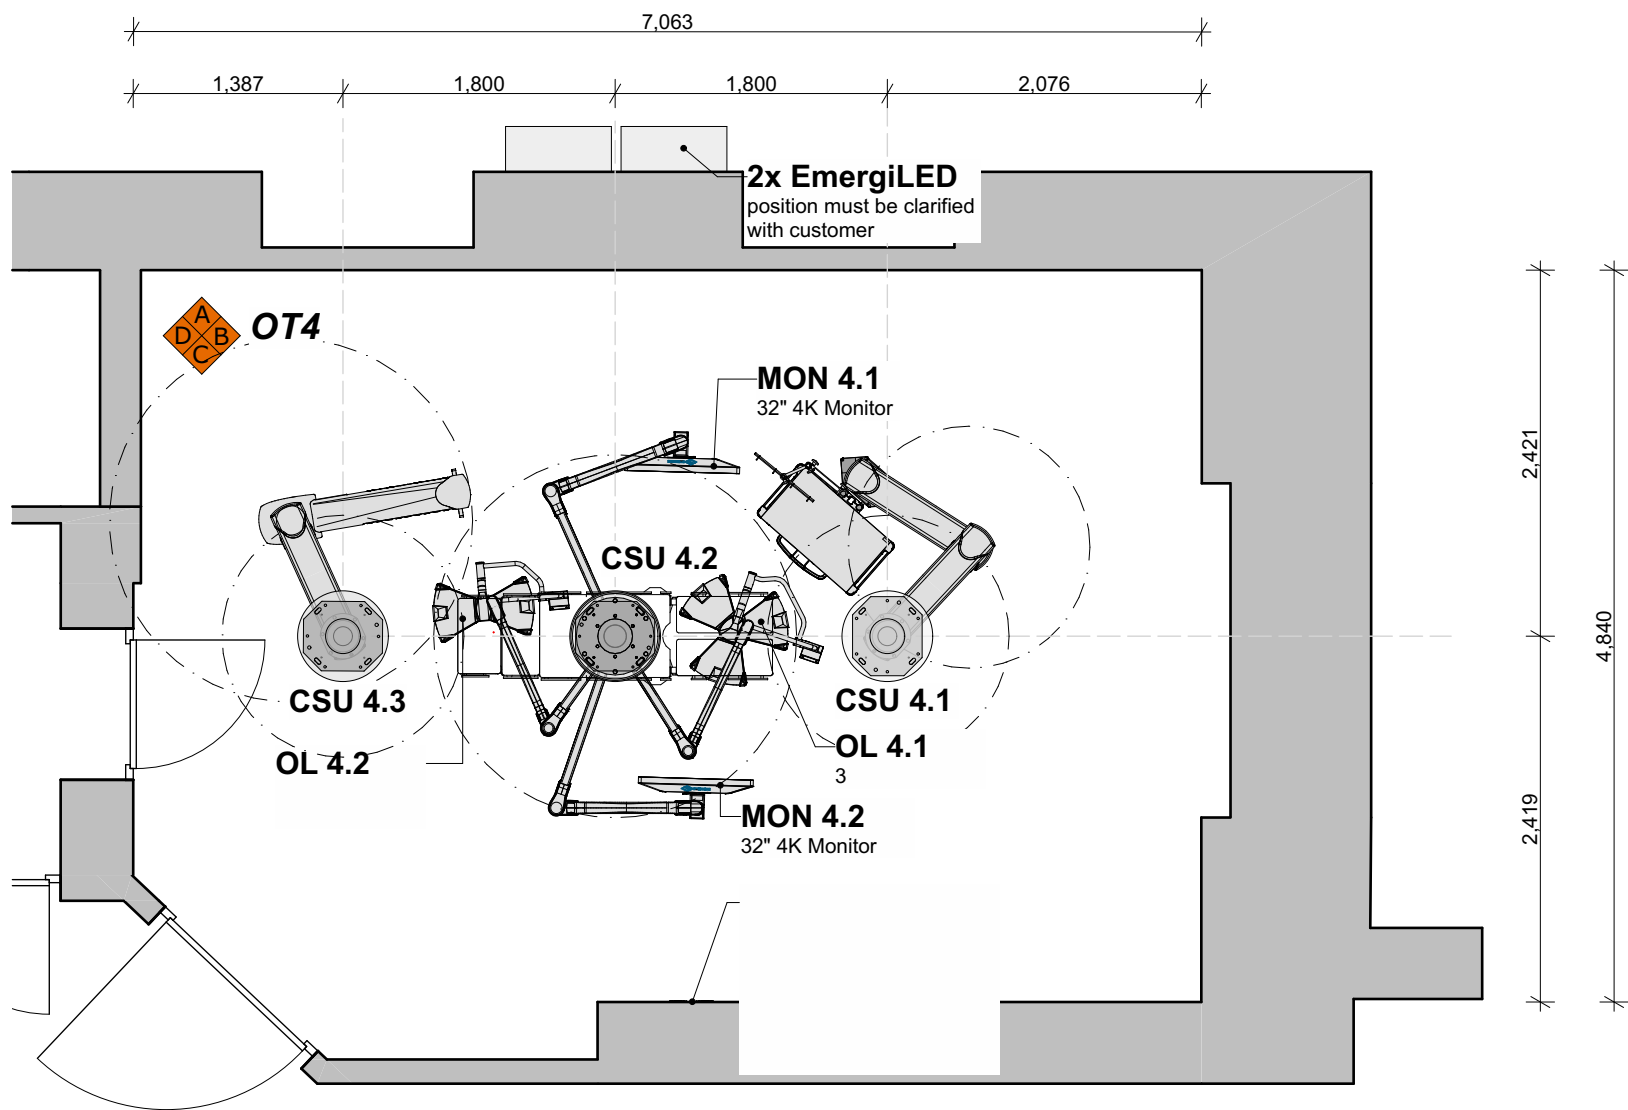 7,063
1,387
1,800
1,800
2,076
2x EmergiLED
position must be clarified
with customer
A
D B
C
OT4
MON 4.1
32" 4K Monitor
2,421
CSU 4.2
4,840
CSU 4.3
CSU 4.1
OL 4.2
OL 4.1
3
MON 4.2
32" 4K Monitor
2,419